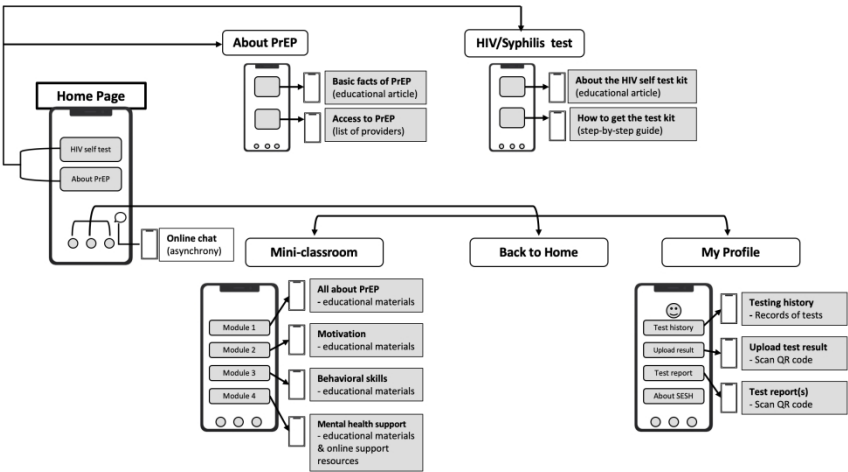 About PrEP
HIV/Syphilis test
Basic facts of PrEP
(educational article)
Access to PrEP
(list of providers)
About the HIV self test kit
(educational article)
How to get the test kit
(step-by-step guide)
Home Page
HIV self test
About PrEP
Online chat
(asynchrony)
Mini-classroom
Back to Home
My Profile
Module 1
Module 2
Module 3
Module 4
All about PrEP
- educational materials
Motivation
- educational materials
Behavioral skills
- educational materials
Mental health support
- educational materials
& online support
resources
Test history
Upload result
Test report
About SESH
Testing history
- Records of tests
Upload test result
- Scan QR code
Test report(s)
- Scan QR code